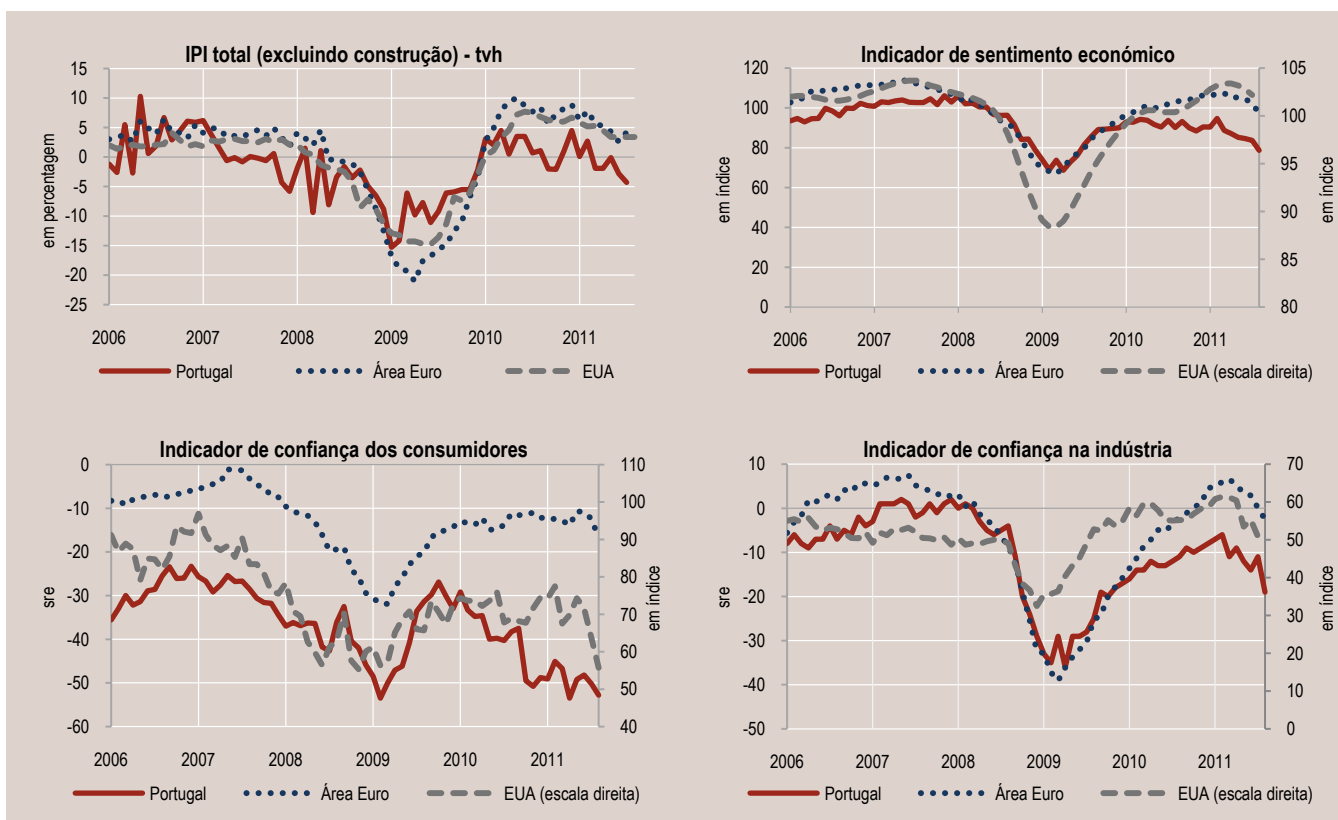 IPI total (excluindo construção) - tvh
em percentagem
15
10
5
0
-5
-10
-15
-20
-25
2006 2007 2008 2009 2010 2011
Portugal Área Euro EUA
Indicador de sentimento económico
em índice
120
100
80
60
40
20
0
105
100
95
90
85
80
em índice
2006 2007 2008 2009 2010 2011
Portugal Área Euro EUA (escala direita)
Indicador de confiança dos consumidores
sre
0
-10
-20
-30
-40
-50
-60
110
100
90
80
70
60
50
40
em índice
2006 2007 2008 2009 2010 2011
Portugal Área Euro EUA (escala direita)
Indicador de confiança na indústria
sre
10
0
-10
-20
-30
-40
-50
70
60
50
40
30
20
10
0
em índice
2006 2007 2008 2009 2010 2011
Portugal Área Euro EUA (escala direita)